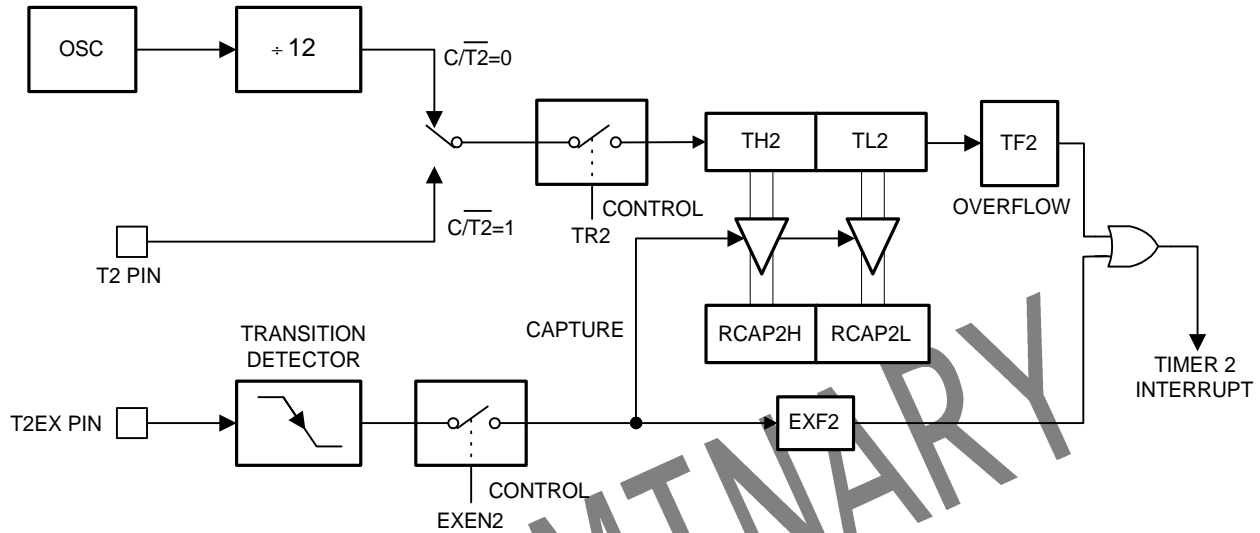 OSC
÷ 12
C/T2=0
TH2
TL2
TF2
CONTROL
TR2
OVERFLOW
C/T2=1
T2 PIN
CAPTURE
RCAP2H
RCAP2L
TRANSITION
DETECTOR
TIMER 2
INTERRUPT
T2EX PIN
EXF2
CONTROL
EXEN2